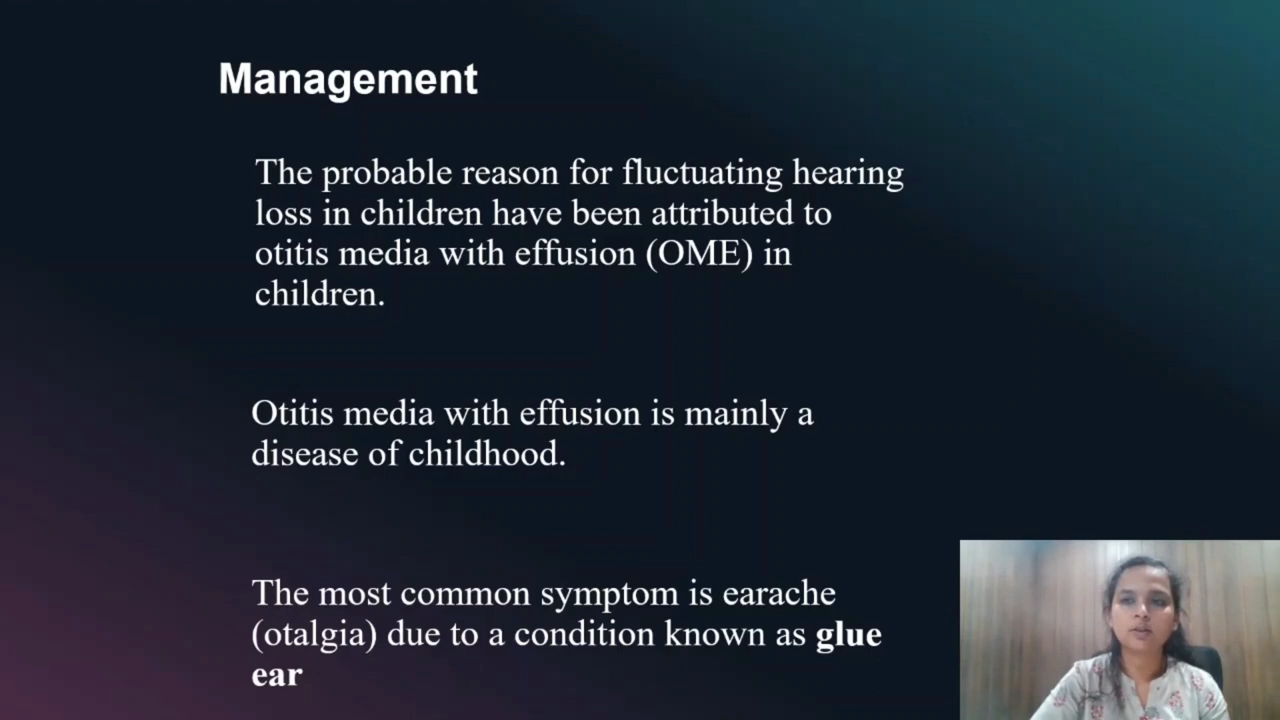 Management
The probable reason for fluctuating hearing
loss in children have been attributed to
otitis media with effusion (OME) in
children.
Otitis media with effusion is mainly a
disease of childhood.
The most common symptom is earache
(otalgia) due to a condition known as glue
ear